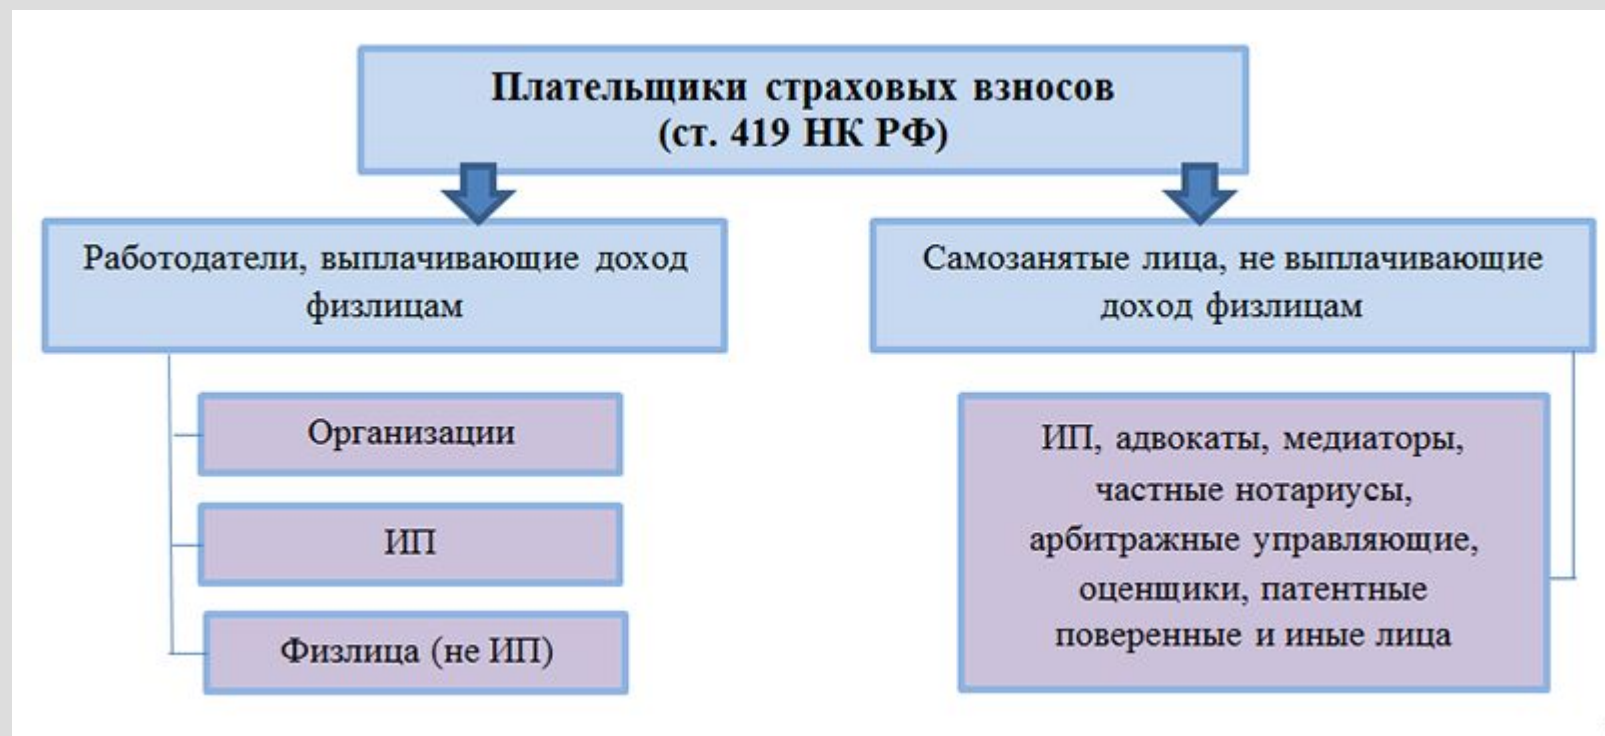 Плательщики страховых взносов
(ст. 419 НК РФ)
Работодатели, выплачивающие доход
физлицам
Самозанятые лица, не выплачивающие
доход физлицам
Организации
ИП
Физлица (не ИП)
ИП, адвокаты, медиаторы,
частные нотариусы,
арбитражные управляющие,
оценщики, патентные
поверенные и иные лица